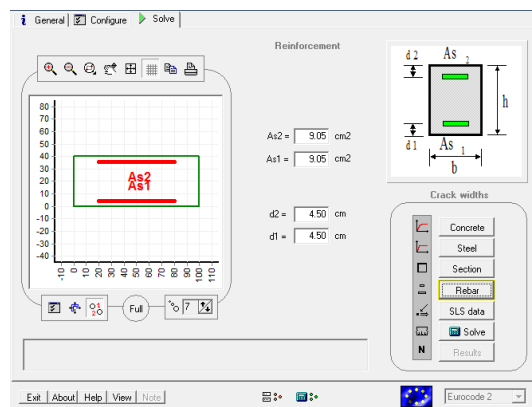 General
Configure
Solve
Reinforcement
As2 = 9.05 cm2
As1 = 9.05 cm2
d2 = 4.50 cm
d1 = 4.50 cm
80
70
60
50
40
30
20
10
0
-10
-20
-30
-40
As2
As1
-10 0 10 20 30 40 50 60 70 80 90 100 110
1
2
Full
7
d 2 As 2
h
d 1 As 1
b
Crack widths
Concrete
Steel
Section
Rebar
SLS data
Solve
N Results
Exit About Help View Note
Eurocode 2